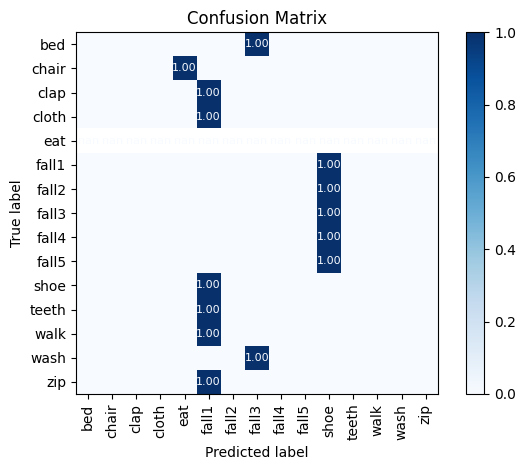 Confusion Matrix
True label
bed 1.00
chair 1.00
clap 1.00
cloth 1.00
eat
fall1 1.00
fall2 1.00
fall3 1.00
fall4 1.00
fall5 1.00
shoe 1.00
teeth 1.00
walk 1.00
wash 1.00
zip 1.00
bed chair clap cloth eat fall1 fall2 fall3 fall4 fall5 shoe teeth walk wash zip
Predicted label
1.0
0.8
0.6
0.4
0.2
0.0